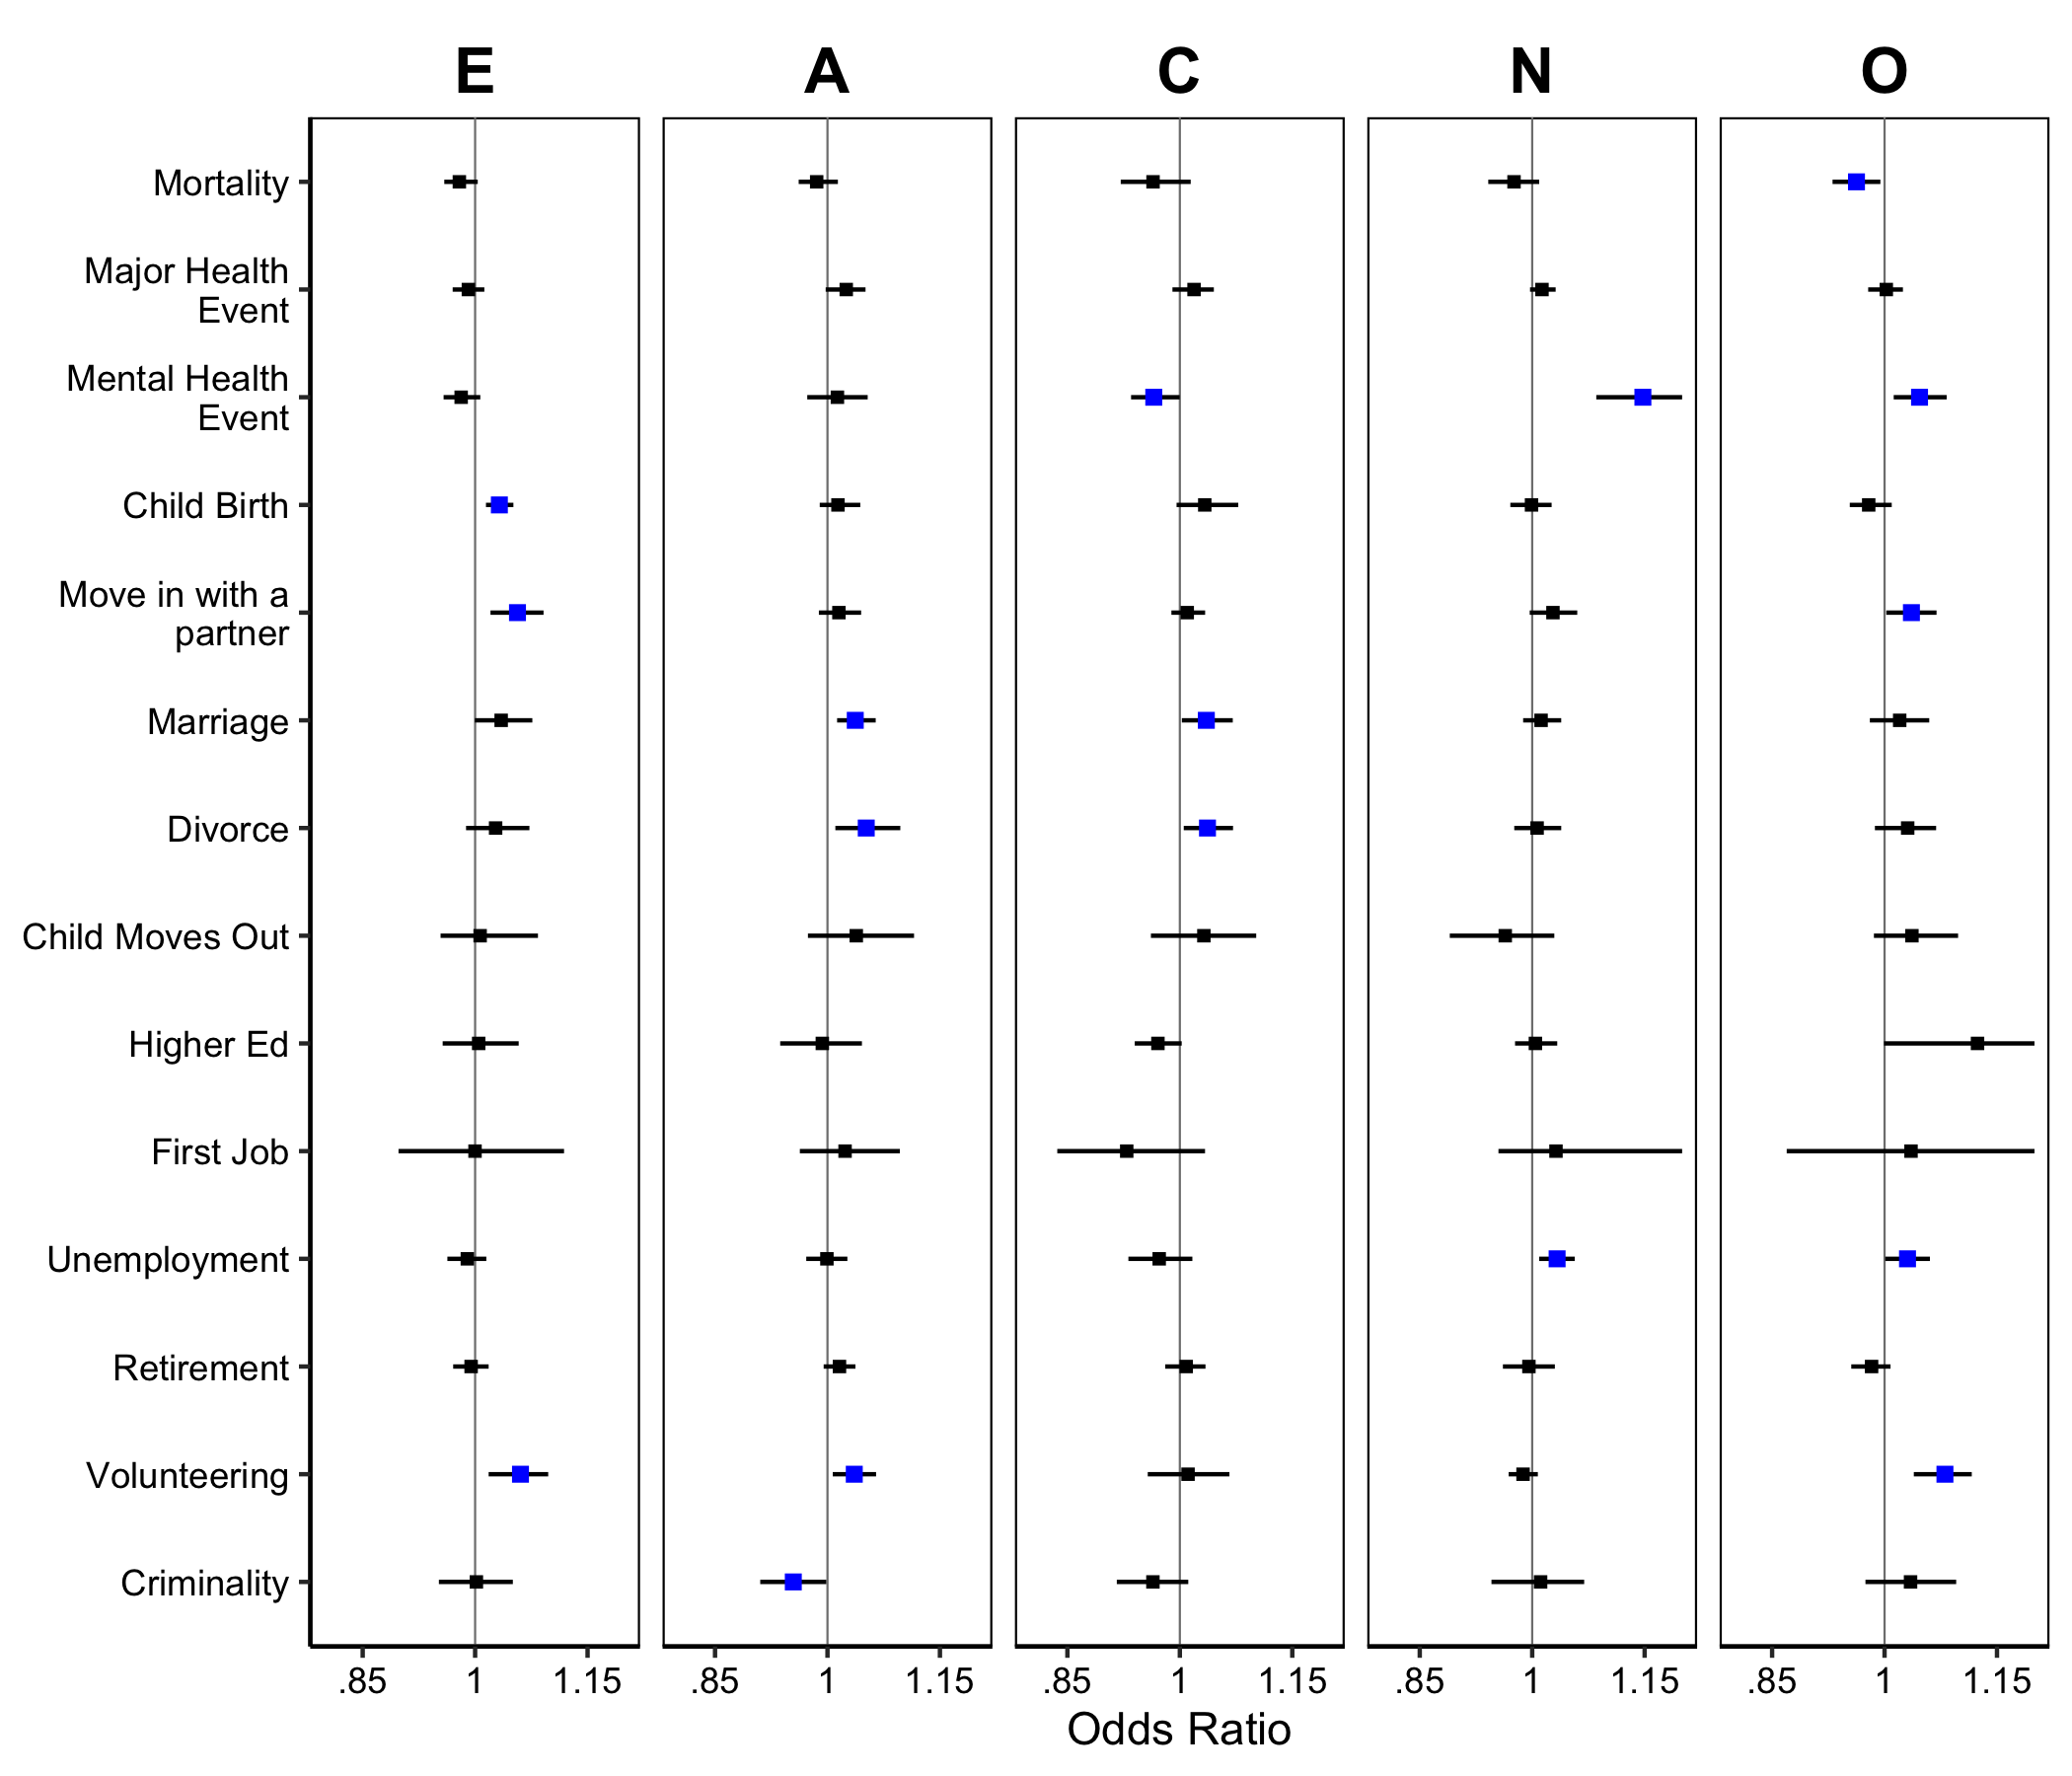 E A C N O
Mortality
Major Health
Event
Mental Health
Event
Child Birth
Move in with a
partner
Marriage
Divorce
Child Moves Out
Higher Ed
First Job
Unemployment
Retirement
Volunteering
Criminality
.85 1 1.15 .85 1 1.15 .85 1 1.15 .85 1 1.15 .85 1 1.15
Odds Ratio